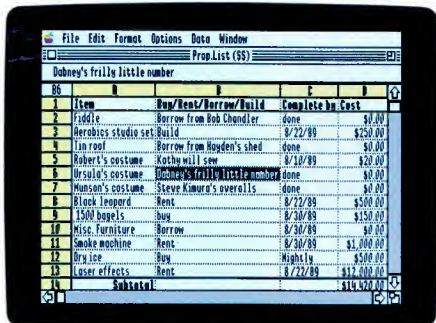 File Edit Format Options Data Window
Prop.List (SS)
Dabney's frilly little number
B6 A B C D
1 Item Buy/Rent/Borrow/Build Complete by Cost
2 Fiddle Borrow from Bob Chandler done $0.00
3 Aerobics studio set Build 8/22/89 $250.00
4 Tin roof Borrow from Hayden's shed done $0.00
5 Robert's costume Kathy will sew 8/10/89 $20.00
6 Ursula's costume Dabney's frilly little number done $0.00
7 Munson's costume Steve Kimura's overalls done $0.00
8 Black leopard Rent 8/22/89 $500.00
9 1500 bagels buy 8/30/89 $150.00
10 Misc. Furniture Borrow 8/30/89 $0.00
11 Smoke machine Rent 8/30/89 $1,000.00
12 Dry ice Buy Nightly $500.00
13 Laser effects Rent 8/22/89 $12,000.00
14 Subtotal $14,420.00